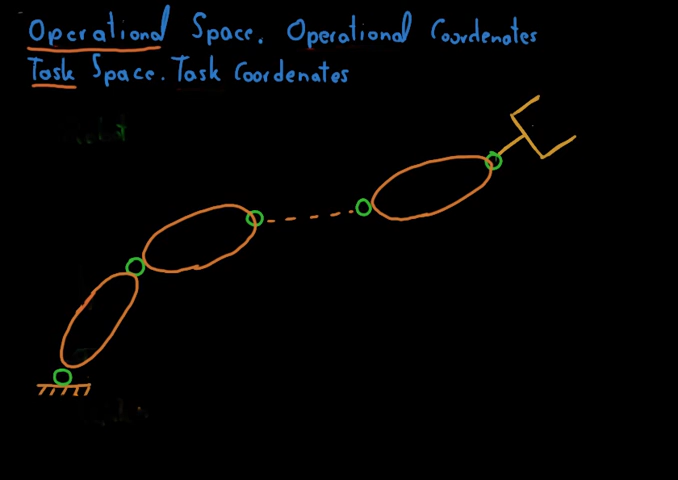 Operational Space. Operational Coordenates
Task Space. Task Coordenates